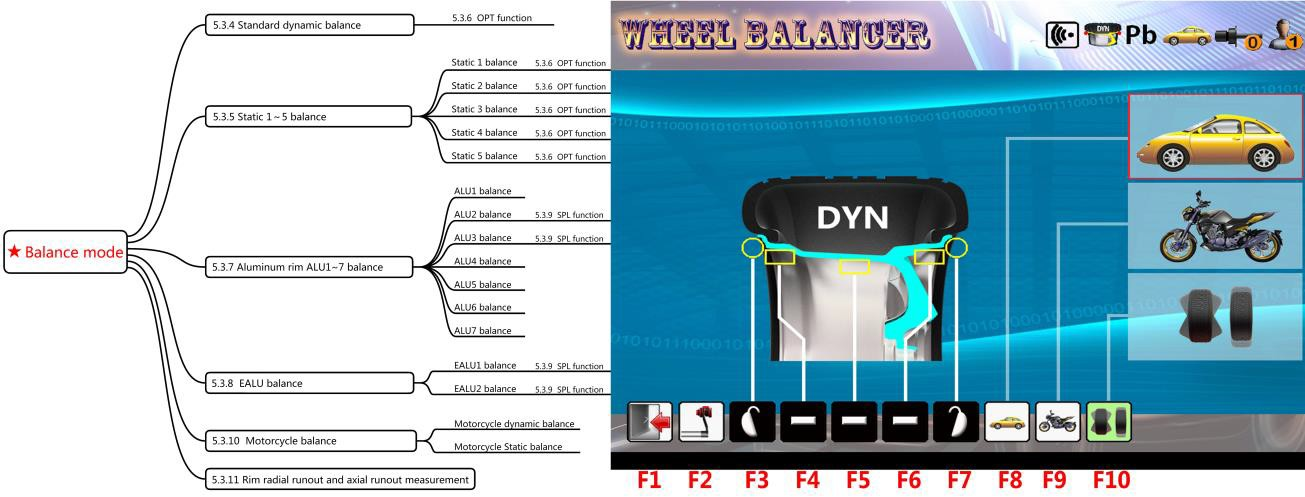 ★ Balance mode
5.3.4 Standard dynamic balance
5.3.6 OPT function
5.3.5 Static 1~5 balance
Static 1 balance 5.3.6 OPT function
Static 2 balance 5.3.6 OPT function
Static 3 balance 5.3.6 OPT function
Static 4 balance 5.3.6 OPT function
Static 5 balance 5.3.6 OPT function
5.3.7 Aluminum rim ALU1~7 balance
ALU1 balance
ALU2 balance 5.3.9 SPL function
ALU3 balance 5.3.9 SPL function
ALU4 balance
ALU5 balance
ALU6 balance
ALU7 balance
5.3.8 EALU balance
EALU1 balance 5.3.9 SPL function
EALU2 balance 5.3.9 SPL function
5.3.10 Motorcycle balance
Motorcycle dynamic balance
Motorcycle Static balance
5.3.11 Rim radial runout and axial runout measurement
WHEEL BALANCER
DYN Pb 0 1
DYN
F1 F2 F3 F4 F5 F6 F7 F8 F9 F10